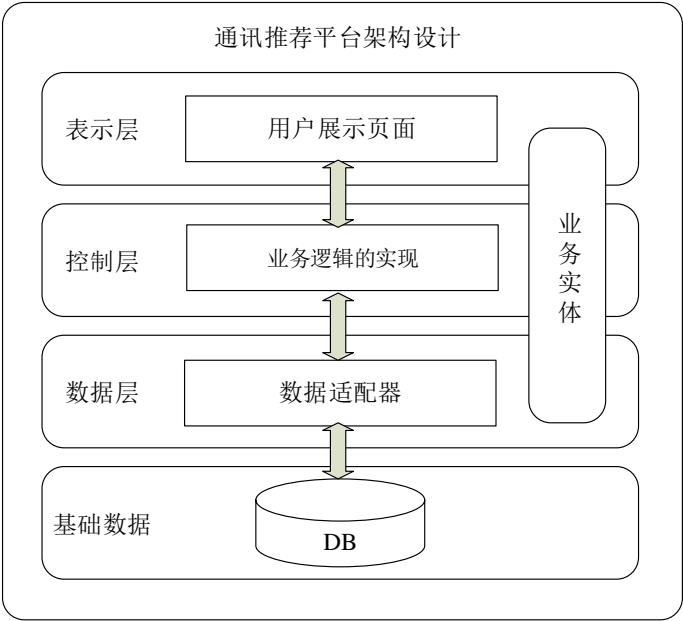 通讯推荐平台架构设计
表示层
用户展示页面
控制层
业务逻辑的实现
业务实体
数据层
数据适配器
基础数据
DB